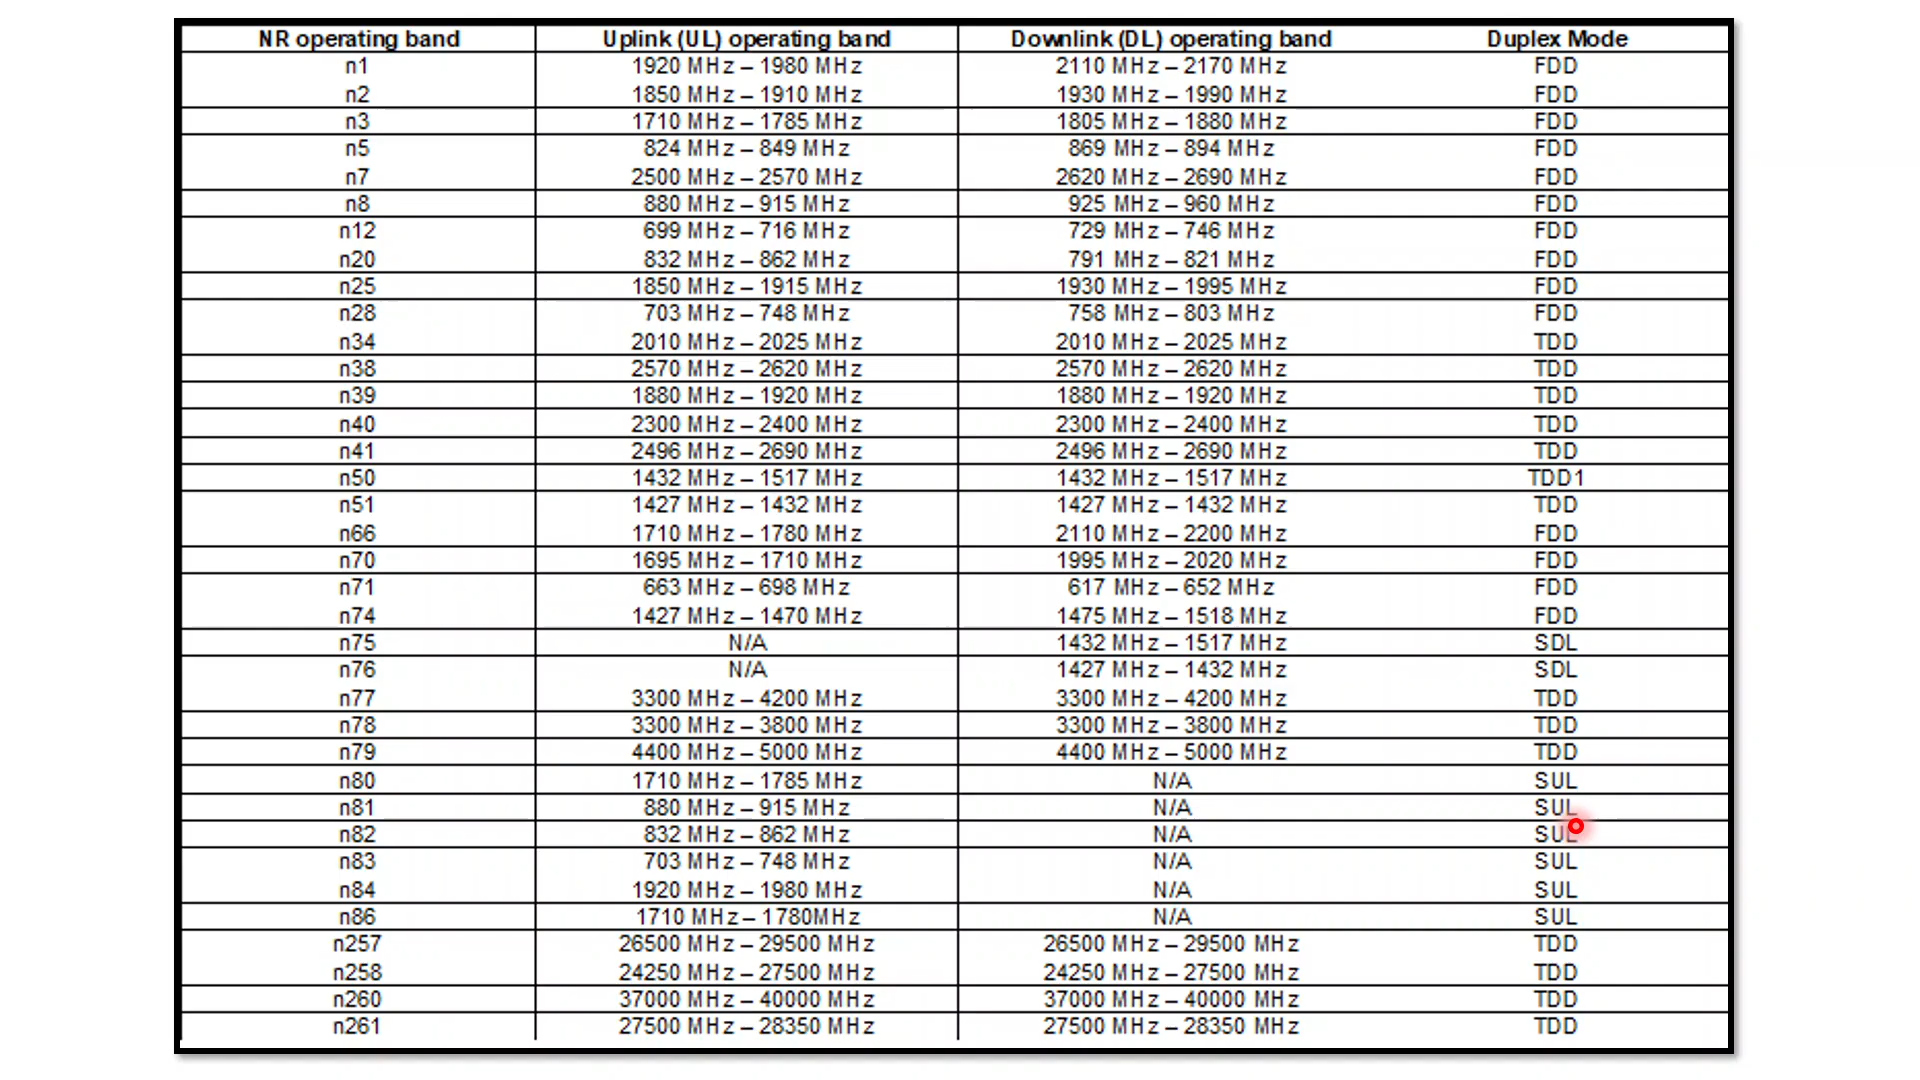 NR operating band Uplink (UL) operating band Downlink (DL) operating band Duplex Mode
n1 1920 MHz – 1980 MHz 2110 MHz – 2170 MHz FDD
n2 1850 MHz – 1910 MHz 1930 MHz – 1990 MHz FDD
n3 1710 MHz – 1785 MHz 1805 MHz – 1880 MHz FDD
n5 824 MHz – 849 MHz 869 MHz – 894 MHz FDD
n7 2500 MHz – 2570 MHz 2620 MHz – 2690 MHz FDD
n8 880 MHz – 915 MHz 925 MHz – 960 MHz FDD
n12 699 MHz – 716 MHz 729 MHz – 746 MHz FDD
n20 832 MHz – 862 MHz 791 MHz – 821 MHz FDD
n25 1850 MHz – 1915 MHz 1930 MHz – 1995 MHz FDD
n28 703 MHz – 748 MHz 758 MHz – 803 MHz FDD
n34 2010 MHz – 2025 MHz 2010 MHz – 2025 MHz TDD
n38 2570 MHz – 2620 MHz 2570 MHz – 2620 MHz TDD
n39 1880 MHz – 1920 MHz 1880 MHz – 1920 MHz TDD
n40 2300 MHz – 2400 MHz 2300 MHz – 2400 MHz TDD
n41 2496 MHz – 2690 MHz 2496 MHz – 2690 MHz TDD
n50 1432 MHz – 1517 MHz 1432 MHz – 1517 MHz TDD1
n51 1427 MHz – 1432 MHz 1427 MHz – 1432 MHz TDD
n66 1710 MHz – 1780 MHz 2110 MHz – 2200 MHz FDD
n70 1695 MHz – 1710 MHz 1995 MHz – 2020 MHz FDD
n71 663 MHz – 698 MHz 617 MHz – 652 MHz FDD
n74 1427 MHz – 1470 MHz 1475 MHz – 1518 MHz FDD
n75 N/A 1432 MHz – 1517 MHz SDL
n76 N/A 1427 MHz – 1432 MHz SDL
n77 3300 MHz – 4200 MHz 3300 MHz – 4200 MHz TDD
n78 3300 MHz – 3800 MHz 3300 MHz – 3800 MHz TDD
n79 4400 MHz – 5000 MHz 4400 MHz – 5000 MHz TDD
n80 1710 MHz – 1785 MHz N/A SUL
n81 880 MHz – 915 MHz N/A SUL
n82 832 MHz – 862 MHz N/A SUL
n83 703 MHz – 748 MHz N/A SUL
n84 1920 MHz – 1980 MHz N/A SUL
n86 1710 MHz – 1780MHz N/A SUL
n257 26500 MHz – 29500 MHz 26500 MHz – 29500 MHz TDD
n258 24250 MHz – 27500 MHz 24250 MHz – 27500 MHz TDD
n260 37000 MHz – 40000 MHz 37000 MHz – 40000 MHz TDD
n261 27500 MHz – 28350 MHz 27500 MHz – 28350 MHz TDD